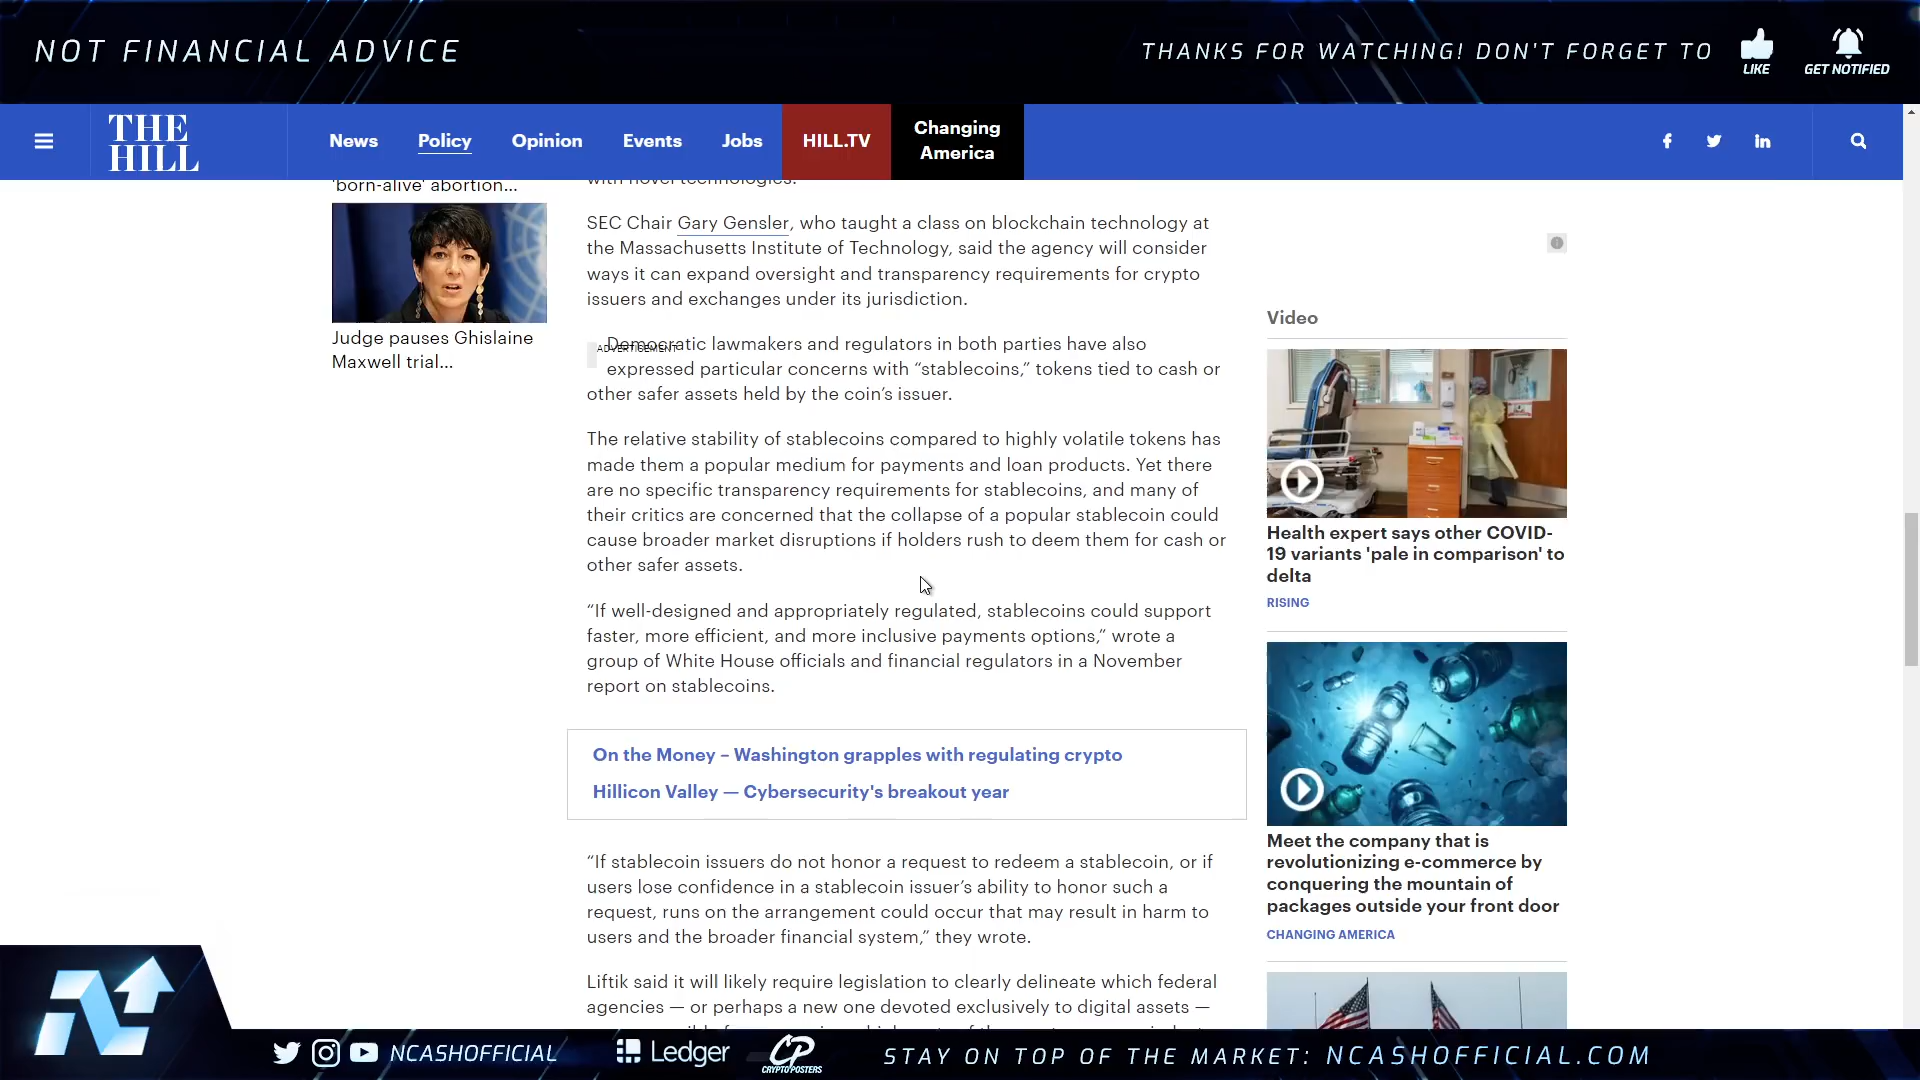 NOT FINANCIAL ADVICE
THANKS FOR WATCHING! DON'T FORGET TO
LIKE
GET NOTIFIED
THE
HILL
News
Policy
Opinion
Events
Jobs
HILL.TV
Changing
America
'born-alive' abortion...
Judge pauses Ghislaine
Maxwell trial...
with novel technologies.
SEC Chair Gary Gensler, who taught a class on blockchain technology at
the Massachusetts Institute of Technology, said the agency will consider
ways it can expand oversight and transparency requirements for crypto
issuers and exchanges under its jurisdiction.
ADVERTISEMENT
Democratic lawmakers and regulators in both parties have also
expressed particular concerns with “stablecoins,” tokens tied to cash or
other safer assets held by the coin’s issuer.
The relative stability of stablecoins compared to highly volatile tokens has
made them a popular medium for payments and loan products. Yet there
are no specific transparency requirements for stablecoins, and many of
their critics are concerned that the collapse of a popular stablecoin could
cause broader market disruptions if holders rush to deem them for cash or
other safer assets.
“If well-designed and appropriately regulated, stablecoins could support
faster, more efficient, and more inclusive payments options,” wrote a
group of White House officials and financial regulators in a November
report on stablecoins.
On the Money – Washington grapples with regulating crypto
Hillicon Valley — Cybersecurity's breakout year
“If stablecoin issuers do not honor a request to redeem a stablecoin, or if
users lose confidence in a stablecoin issuer’s ability to honor such a
request, runs on the arrangement could occur that may result in harm to
users and the broader financial system,” they wrote.
Liftik said it will likely require legislation to clearly delineate which federal
agencies — or perhaps a new one devoted exclusively to digital assets —
Video
Health expert says other COVID-
19 variants 'pale in comparison' to
delta
RISING
Meet the company that is
revolutionizing e-commerce by
conquering the mountain of
packages outside your front door
CHANGING AMERICA
NCASHOFFICIAL
Ledger
CP
CRYPTOPOSTERS
STAY ON TOP OF THE MARKET: NCASHOFFICIAL.COM